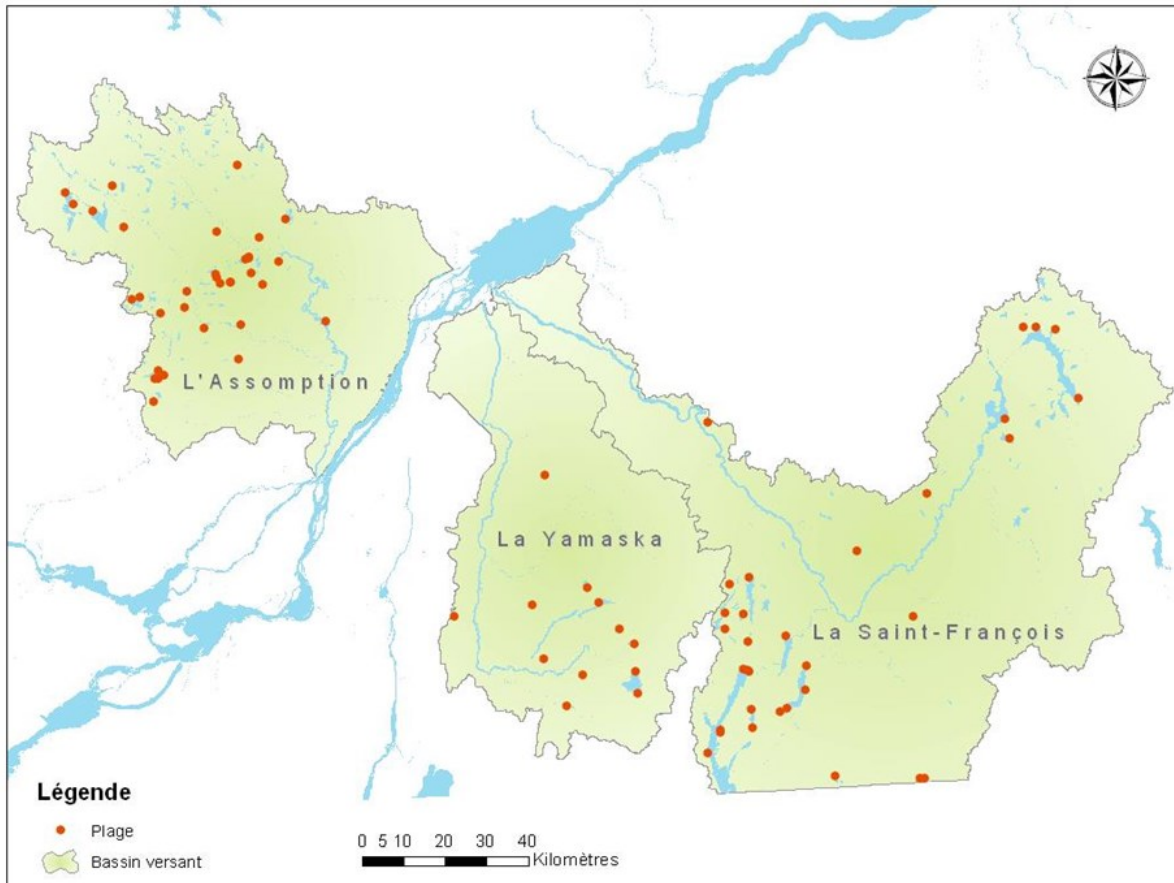 L'Assomption
La Yamaska
La Saint-François
Légende
Plage
Bassin versant
0 5 10 20 30 40
Kilomètres